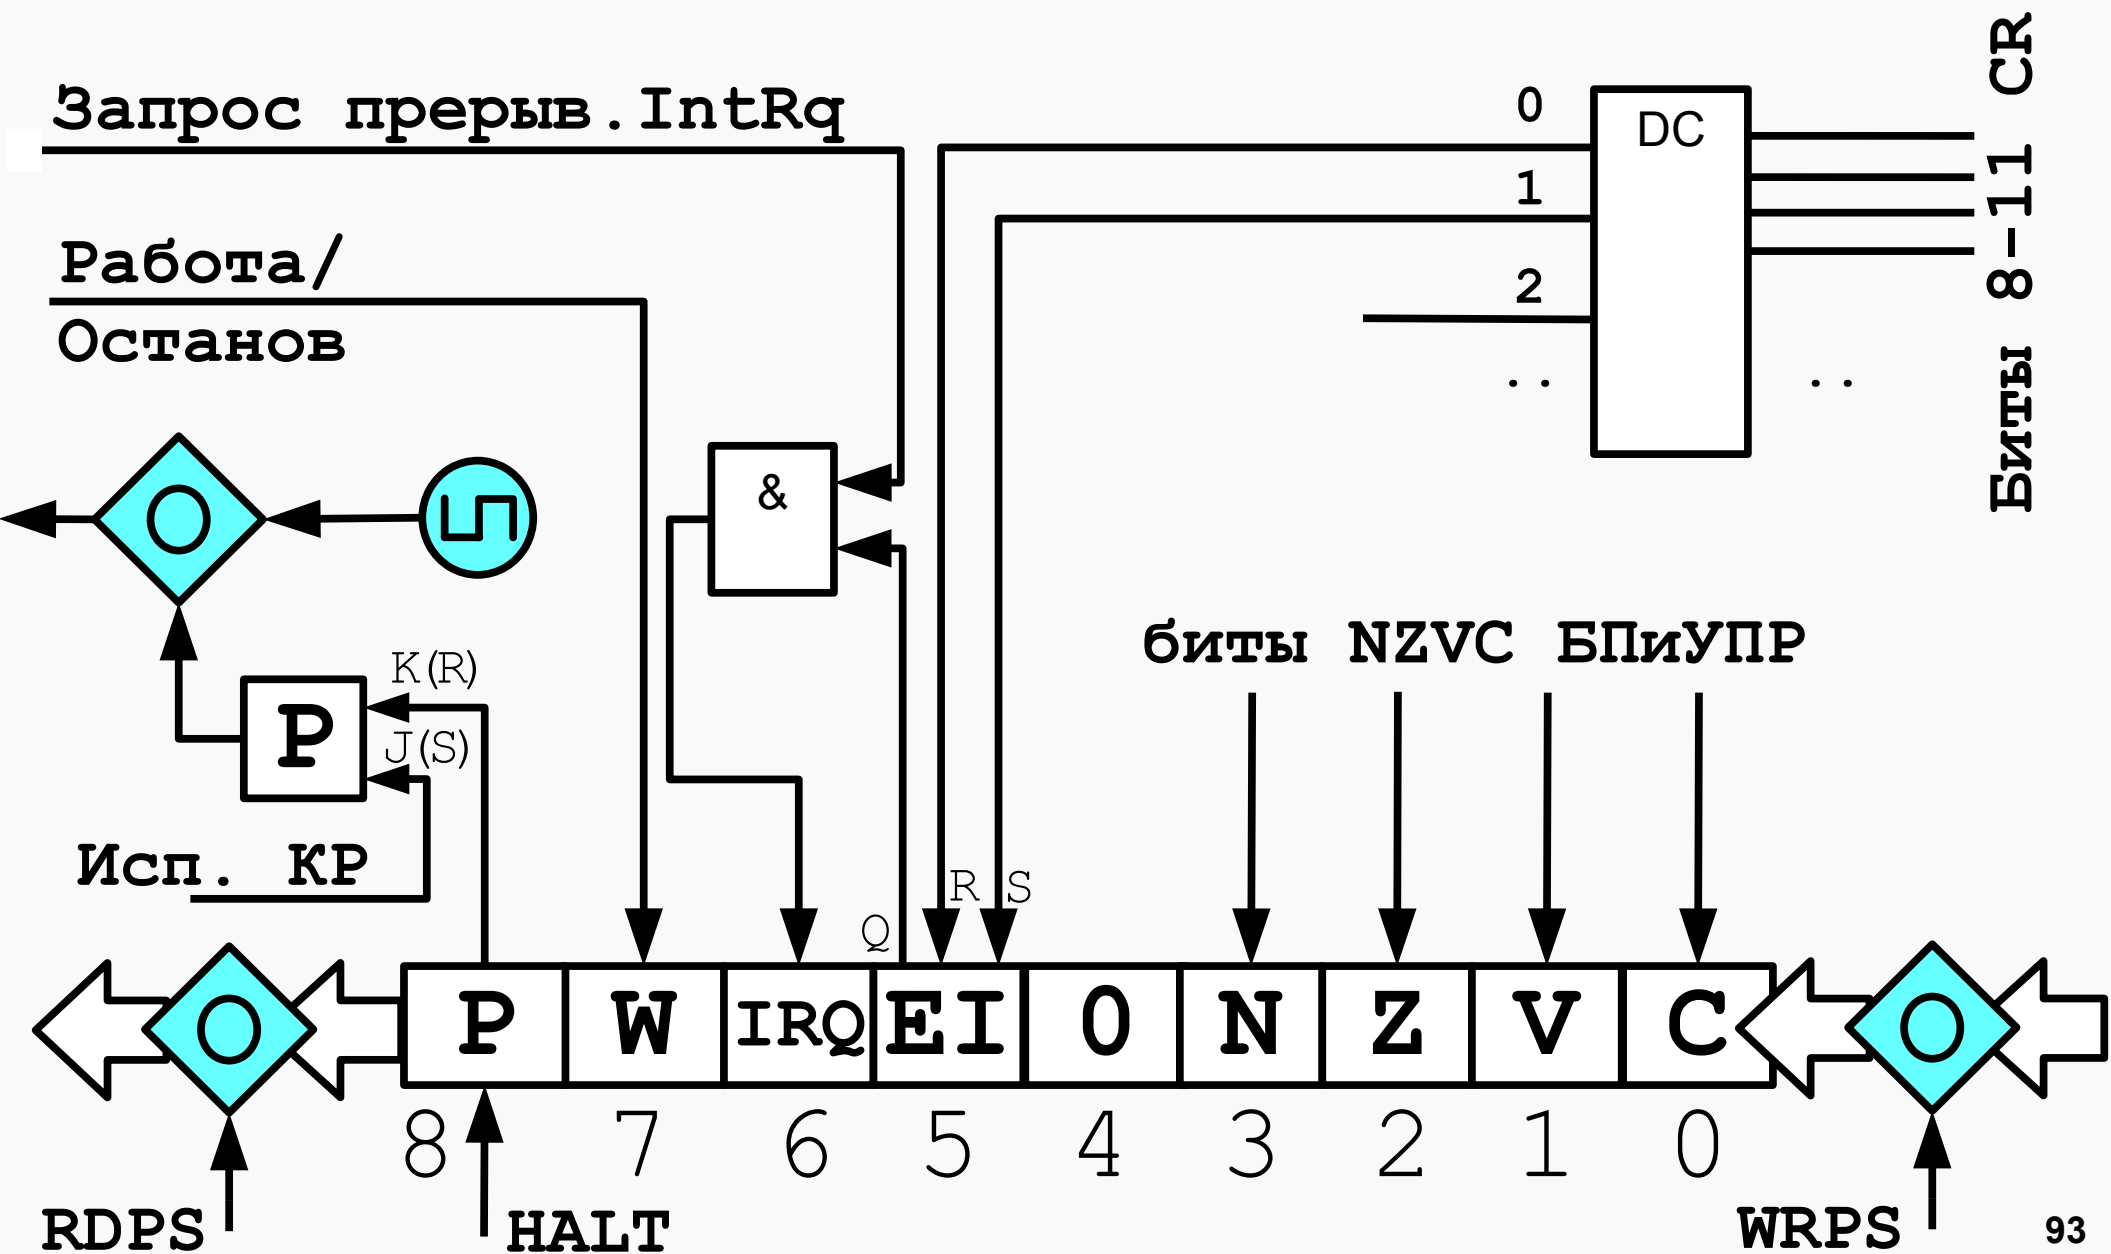 Запрос прерыв.IntRq
Работа/
Останов
0
1
2
. .
DC
. .
Биты 8-11 CR
&
K(R)
J(S)
P
Исп. КР
биты NZVC БПиУПР
R S
Q
P W IRQ EI 0 N Z V C
8 7 6 5 4 3 2 1 0
RDPS
HALT
WRPS
93